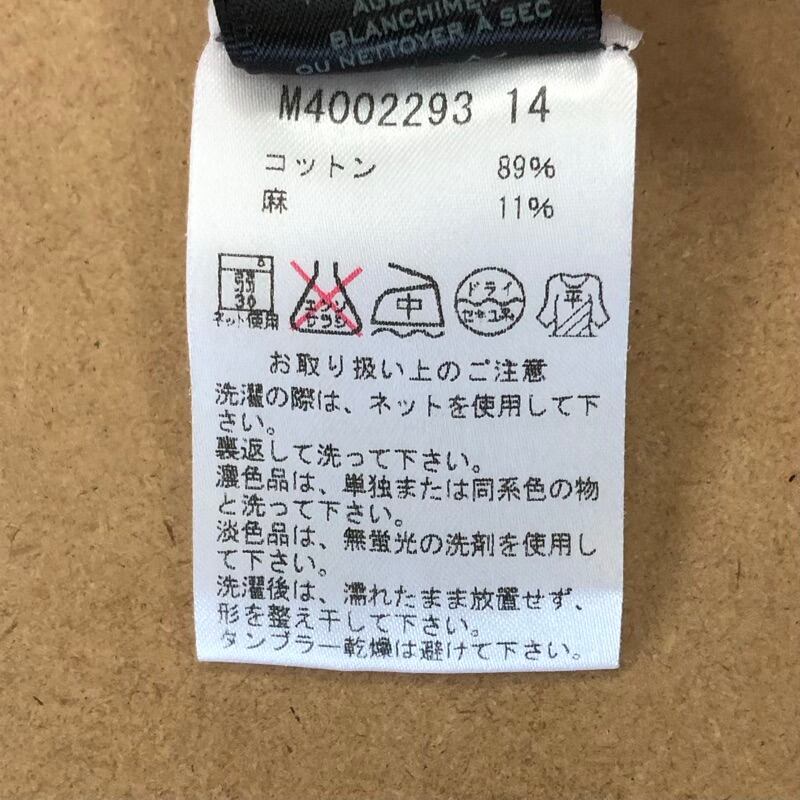 BLANCHIMEN
OU NETTOYER À SEC
M4002293 14
コットン 89%
麻 11%
弱
30
ネット使用
エンソ
サラシ
中
ドライ
セキユ系
平
お取り扱い上のご注意
洗濯の際は、ネットを使用して下
さい。
裏返して洗って下さい。
濃色品は、単独または同系色の物
と洗って下さい。
淡色品は、無蛍光の洗剤を使用し
て下さい。
洗濯後は、濡れたまま放置せず、
形を整え干して下さい。
タンブラー乾燥は避けて下さい。